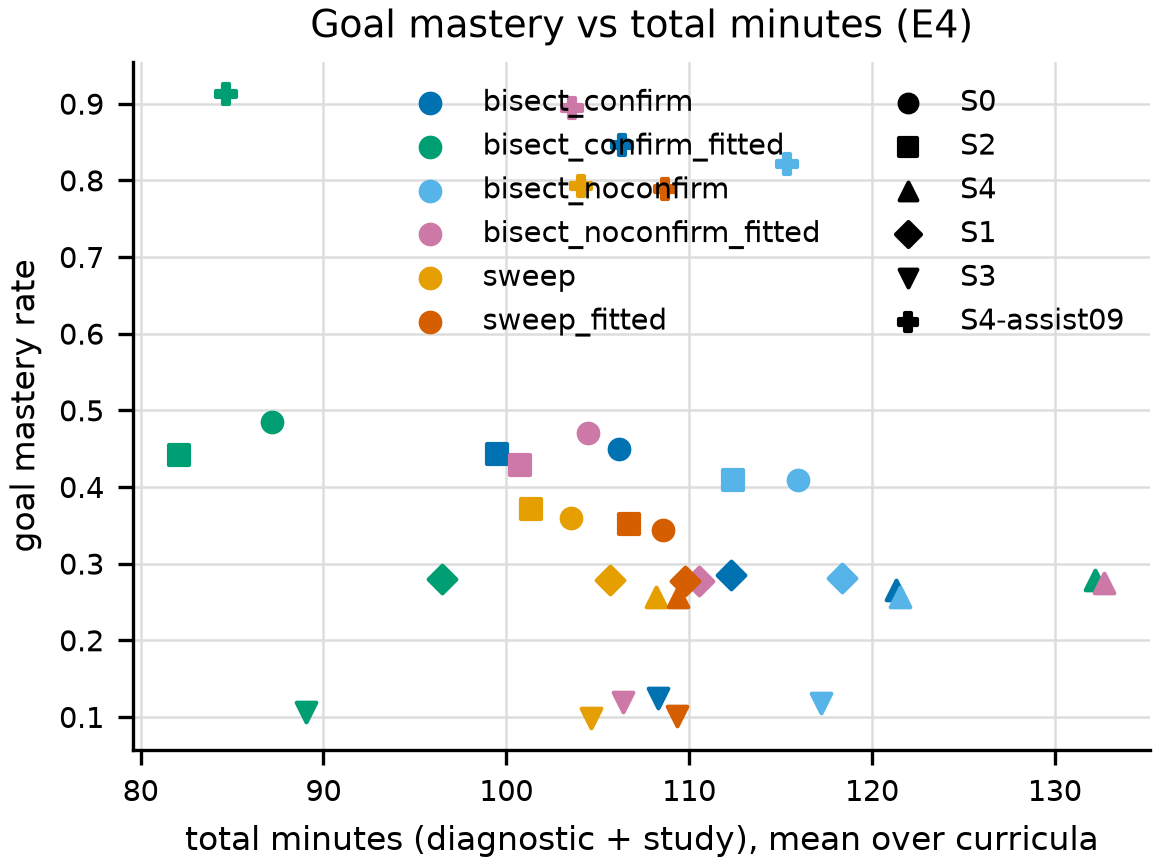 Goal mastery vs total minutes (E4)
goal mastery rate
0.9
0.8
0.7
0.6
0.5
0.4
0.3
0.2
0.1
bisect_confirm
bisect_confirm_fitted
bisect_noconfirm
bisect_noconfirm_fitted
sweep
sweep_fitted
S0
S2
S4
S1
S3
S4-assist09
80 90 100 110 120 130
total minutes (diagnostic + study), mean over curricula